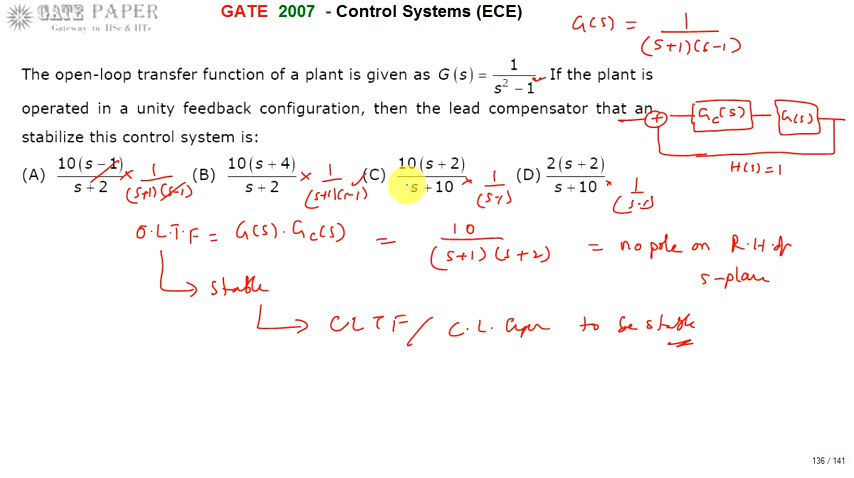 GATE PAPER
Gateway to IISc & IITs
GATE 2007 - Control Systems (ECE)
G(s) = 1 / (s+1)(s-1)
The open-loop transfer function of a plant is given as G(s) = 1 / s² - 1. If the plant is
operated in a unity feedback configuration, then the lead compensator that an
stabilize this control system is:
+ Gc(s) G(s)
H(s)=1
(A) 10(s - 1) / s + 2 × 1 / (s+1)(s-1) (B) 10(s + 4) / s + 2 × 1 / (s+1)(s-1) (C) 10(s + 2) / s + 10 × (D) 2(s + 2) / s + 10 ×
O.L.T.F = G(s) . Gc(s) = 10 / (s+1)(s+2) = no pole on R.H. of
s-plane
stable
CLTF / C.L. to be stable
136 / 141